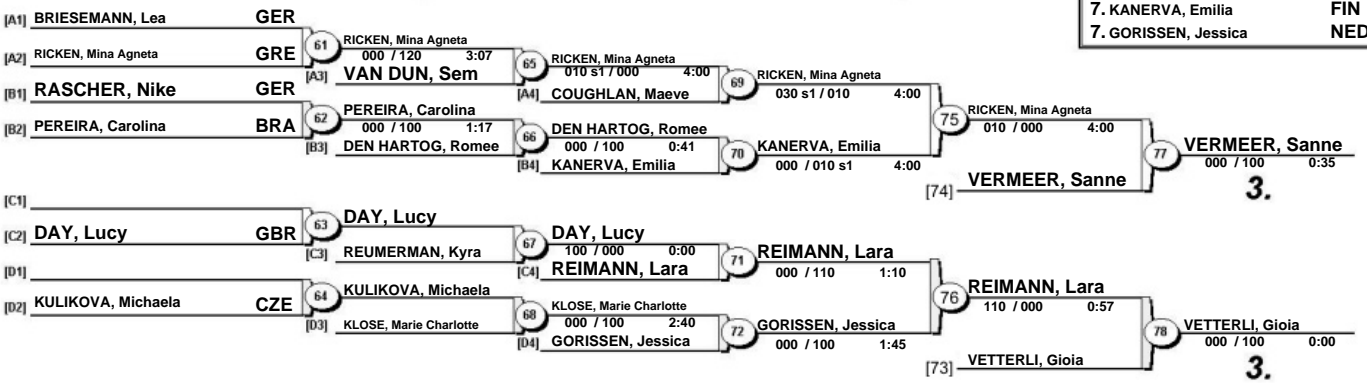 7. KANERVA, Emilia FIN
7. GORISSEN, Jessica NED
[A1] BRIESEMANN, Lea GER
61
RICKEN, Mina Agneta
000 / 120 3:07
[A2] RICKEN, Mina Agneta GRE
[A3] VAN DUN, Sem
65
RICKEN, Mina Agneta
010 s1 / 000 4:00
[A4] COUGHLAN, Maeve
69
RICKEN, Mina Agneta
030 s1 / 010 4:00
[B1] RASCHER, Nike GER
62
PEREIRA, Carolina
000 / 100 1:17
[B2] PEREIRA, Carolina BRA
[B3] DEN HARTOG, Romee
66
DEN HARTOG, Romee
000 / 100 0:41
[B4] KANERVA, Emilia
70
KANERVA, Emilia
000 / 010 s1 4:00
75
RICKEN, Mina Agneta
010 / 000 4:00
[74] VERMEER, Sanne
77
VERMEER, Sanne
000 / 100 0:35
3.
[C1]
63
DAY, Lucy
[C2] DAY, Lucy GBR
[C3] REUMERMAN, Kyra
67
DAY, Lucy
100 / 000 0:00
[C4] REIMANN, Lara
71
REIMANN, Lara
000 / 110 1:10
[D1]
64
KULIKOVA, Michaela
[D2] KULIKOVA, Michaela CZE
[D3] KLOSE, Marie Charlotte
68
KLOSE, Marie Charlotte
000 / 100 2:40
[D4] GORISSEN, Jessica
72
GORISSEN, Jessica
000 / 100 1:45
76
REIMANN, Lara
110 / 000 0:57
[73] VETTERLI, Gioia
78
VETTERLI, Gioia
000 / 100 0:00
3.